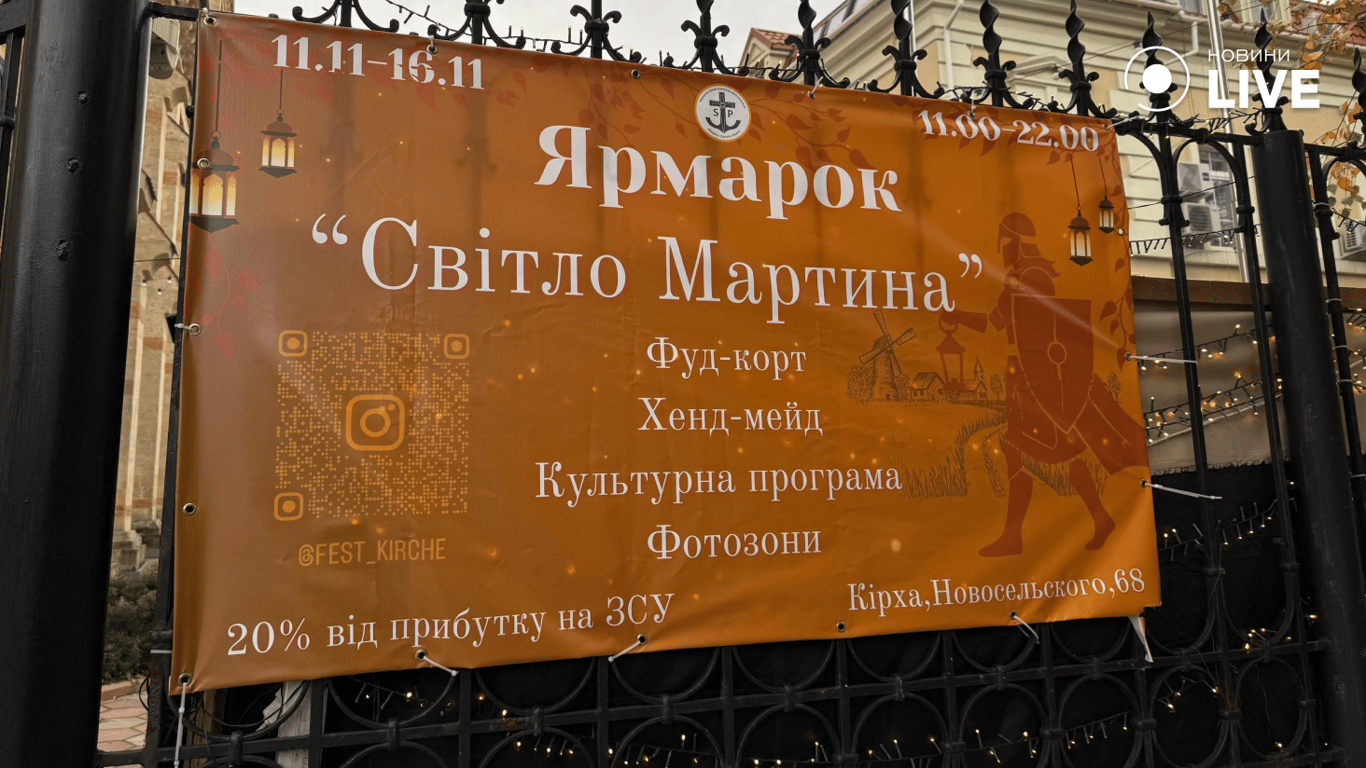 НОВИНИ
LIVE
11.11–16.11
S P
11.00–22.00
Ярмарок
“Світло Мартина”
Фуд-корт
Хенд-мейд
Культурна програма
Фотозони
@FEST_KIRCHE
20% від прибутку на ЗСУ
Кірха,Новосельского,68